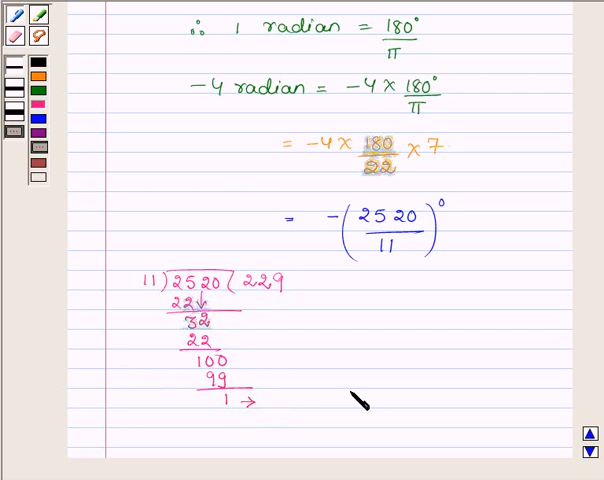 ∴ 1 radian = 180°/π
-4 radian = -4 × 180°/π
= -4 × 180/22 × 7
= -(2520/11)°
11) 2520 ( 229
22↓
32
22
100
99
1 →